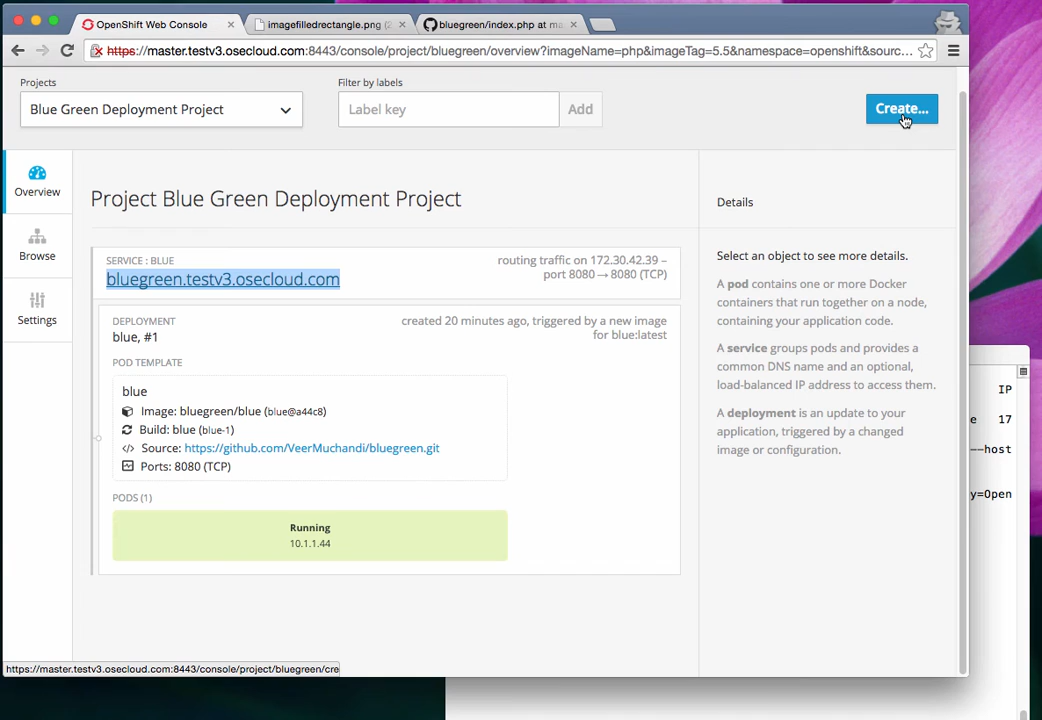 OpenShift Web Console
imagefilledrectangle.png (2
bluegreen/index.php at ma
https://master.testv3.osecloud.com:8443/console/project/bluegreen/overview?imageName=php&imageTag=5.5&namespace=openshift&sourc...
Projects
Filter by labels
Blue Green Deployment Project
Label key
Add
Create...
Overview
Browse
Settings
Project Blue Green Deployment Project
SERVICE : BLUE
bluegreen.testv3.osecloud.com
routing traffic on 172.30.42.39 –
port 8080 → 8080 (TCP)
DEPLOYMENT
blue, #1
created 20 minutes ago, triggered by a new image
for blue:latest
POD TEMPLATE
blue
Image: bluegreen/blue (blue@a44c8)
Build: blue (blue-1)
Source: https://github.com/VeerMuchandi/bluegreen.git
Ports: 8080 (TCP)
PODS (1)
Running
10.1.1.44
Details
Select an object to see more details.
A pod contains one or more Docker
containers that run together on a node,
containing your application code.
A service groups pods and provides a
common DNS name and an optional,
load-balanced IP address to access them.
A deployment is an update to your
application, triggered by a changed
image or configuration.
IP
e 17
--host
y=Open
https://master.testv3.osecloud.com:8443/console/project/bluegreen/cre